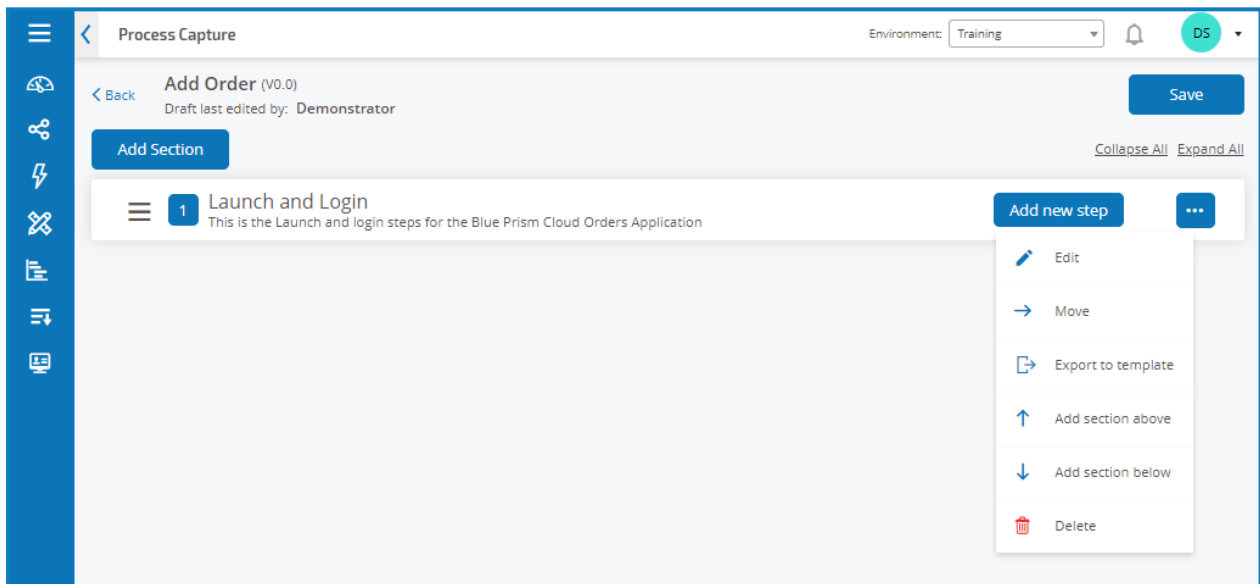 Process Capture
Environment: Training
DS
Back
Add Order (V0.0)
Draft last edited by: Demonstrator
Save
Add Section
Collapse All Expand All
1
Launch and Login
This is the Launch and login steps for the Blue Prism Cloud Orders Application
Add new step
Edit
Move
Export to template
Add section above
Add section below
Delete